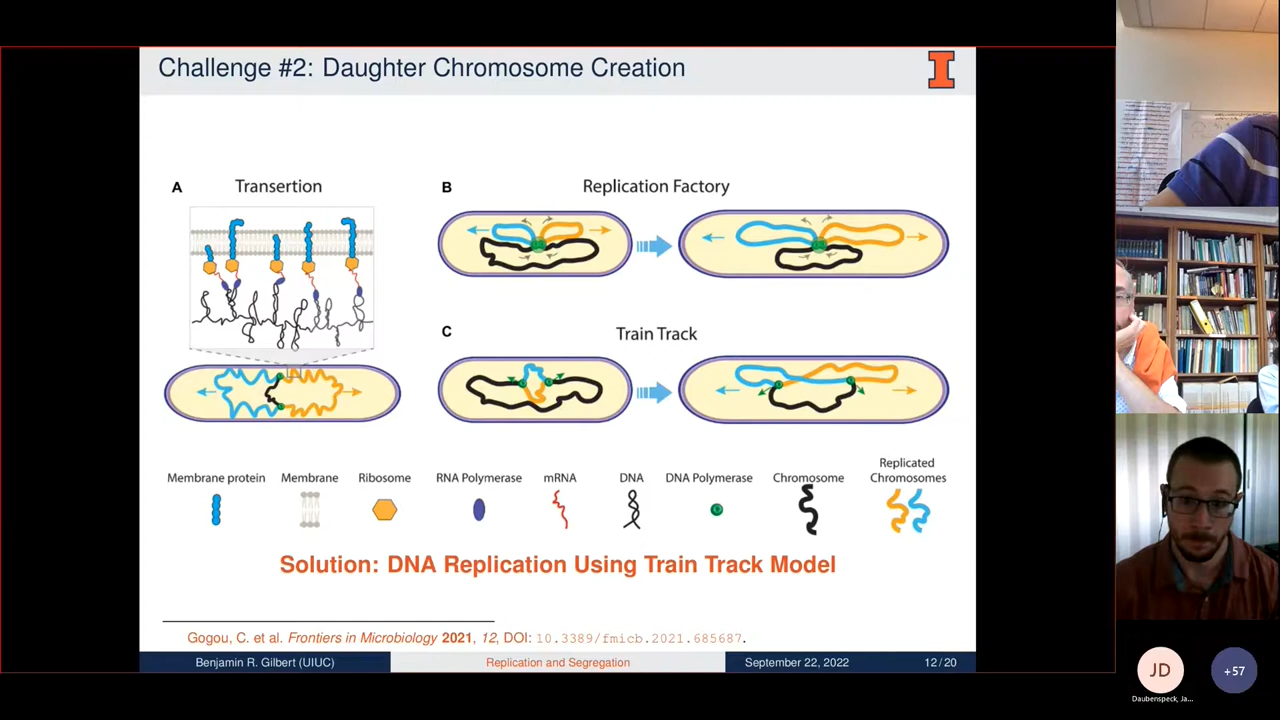 Challenge #2: Daughter Chromosome Creation
I
A
Transertion
B
Replication Factory
C
Train Track
Membrane protein
Membrane
Ribosome
RNA Polymerase
mRNA
DNA
DNA Polymerase
Chromosome
Replicated
Chromosomes
Solution: DNA Replication Using Train Track Model
Gogou, C. et al. Frontiers in Microbiology 2021, 12, DOI: 10.3389/fmicb.2021.685687.
Benjamin R. Gilbert (UIUC)
Replication and Segregation
September 22, 2022
12/20
JD
Daubenspeck, Ja...
+57